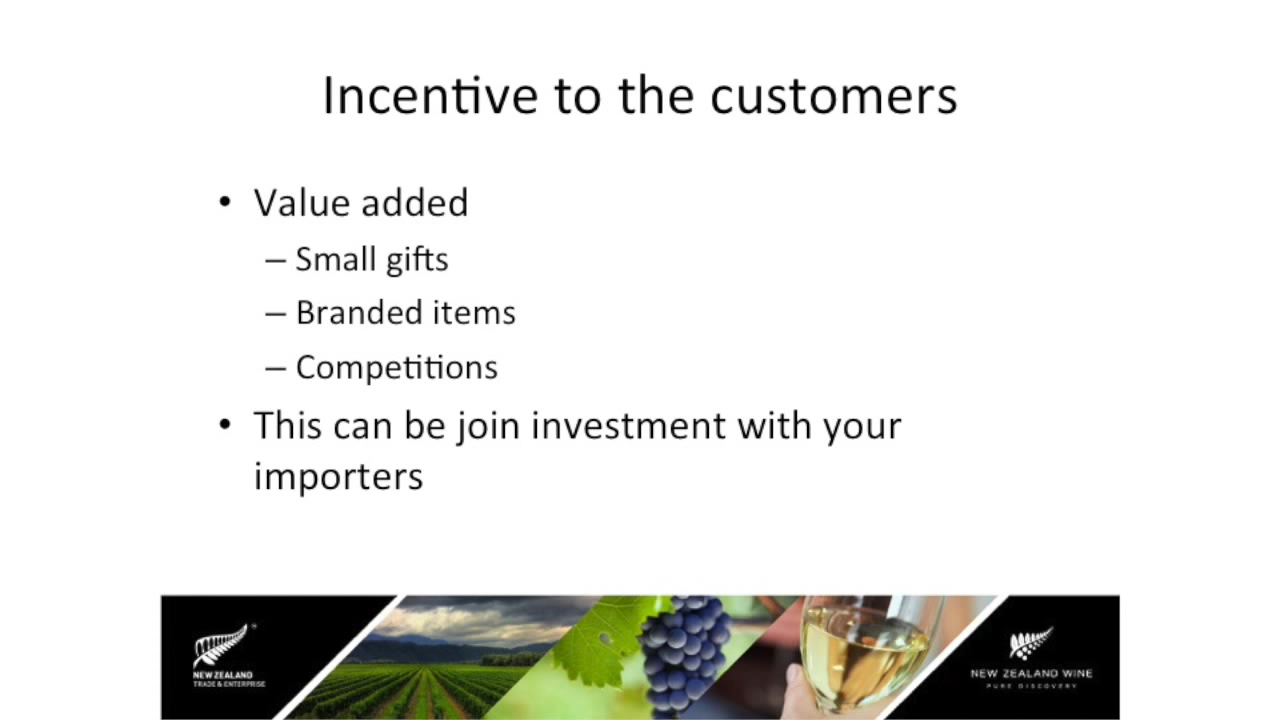 Incentive to the customers
• Value added
– Small gifts
– Branded items
– Competitions
• This can be join investment with your
importers
NEW ZEALAND
TRADE & ENTERPRISE
NEW ZEALAND WINE
PURE DISCOVERY